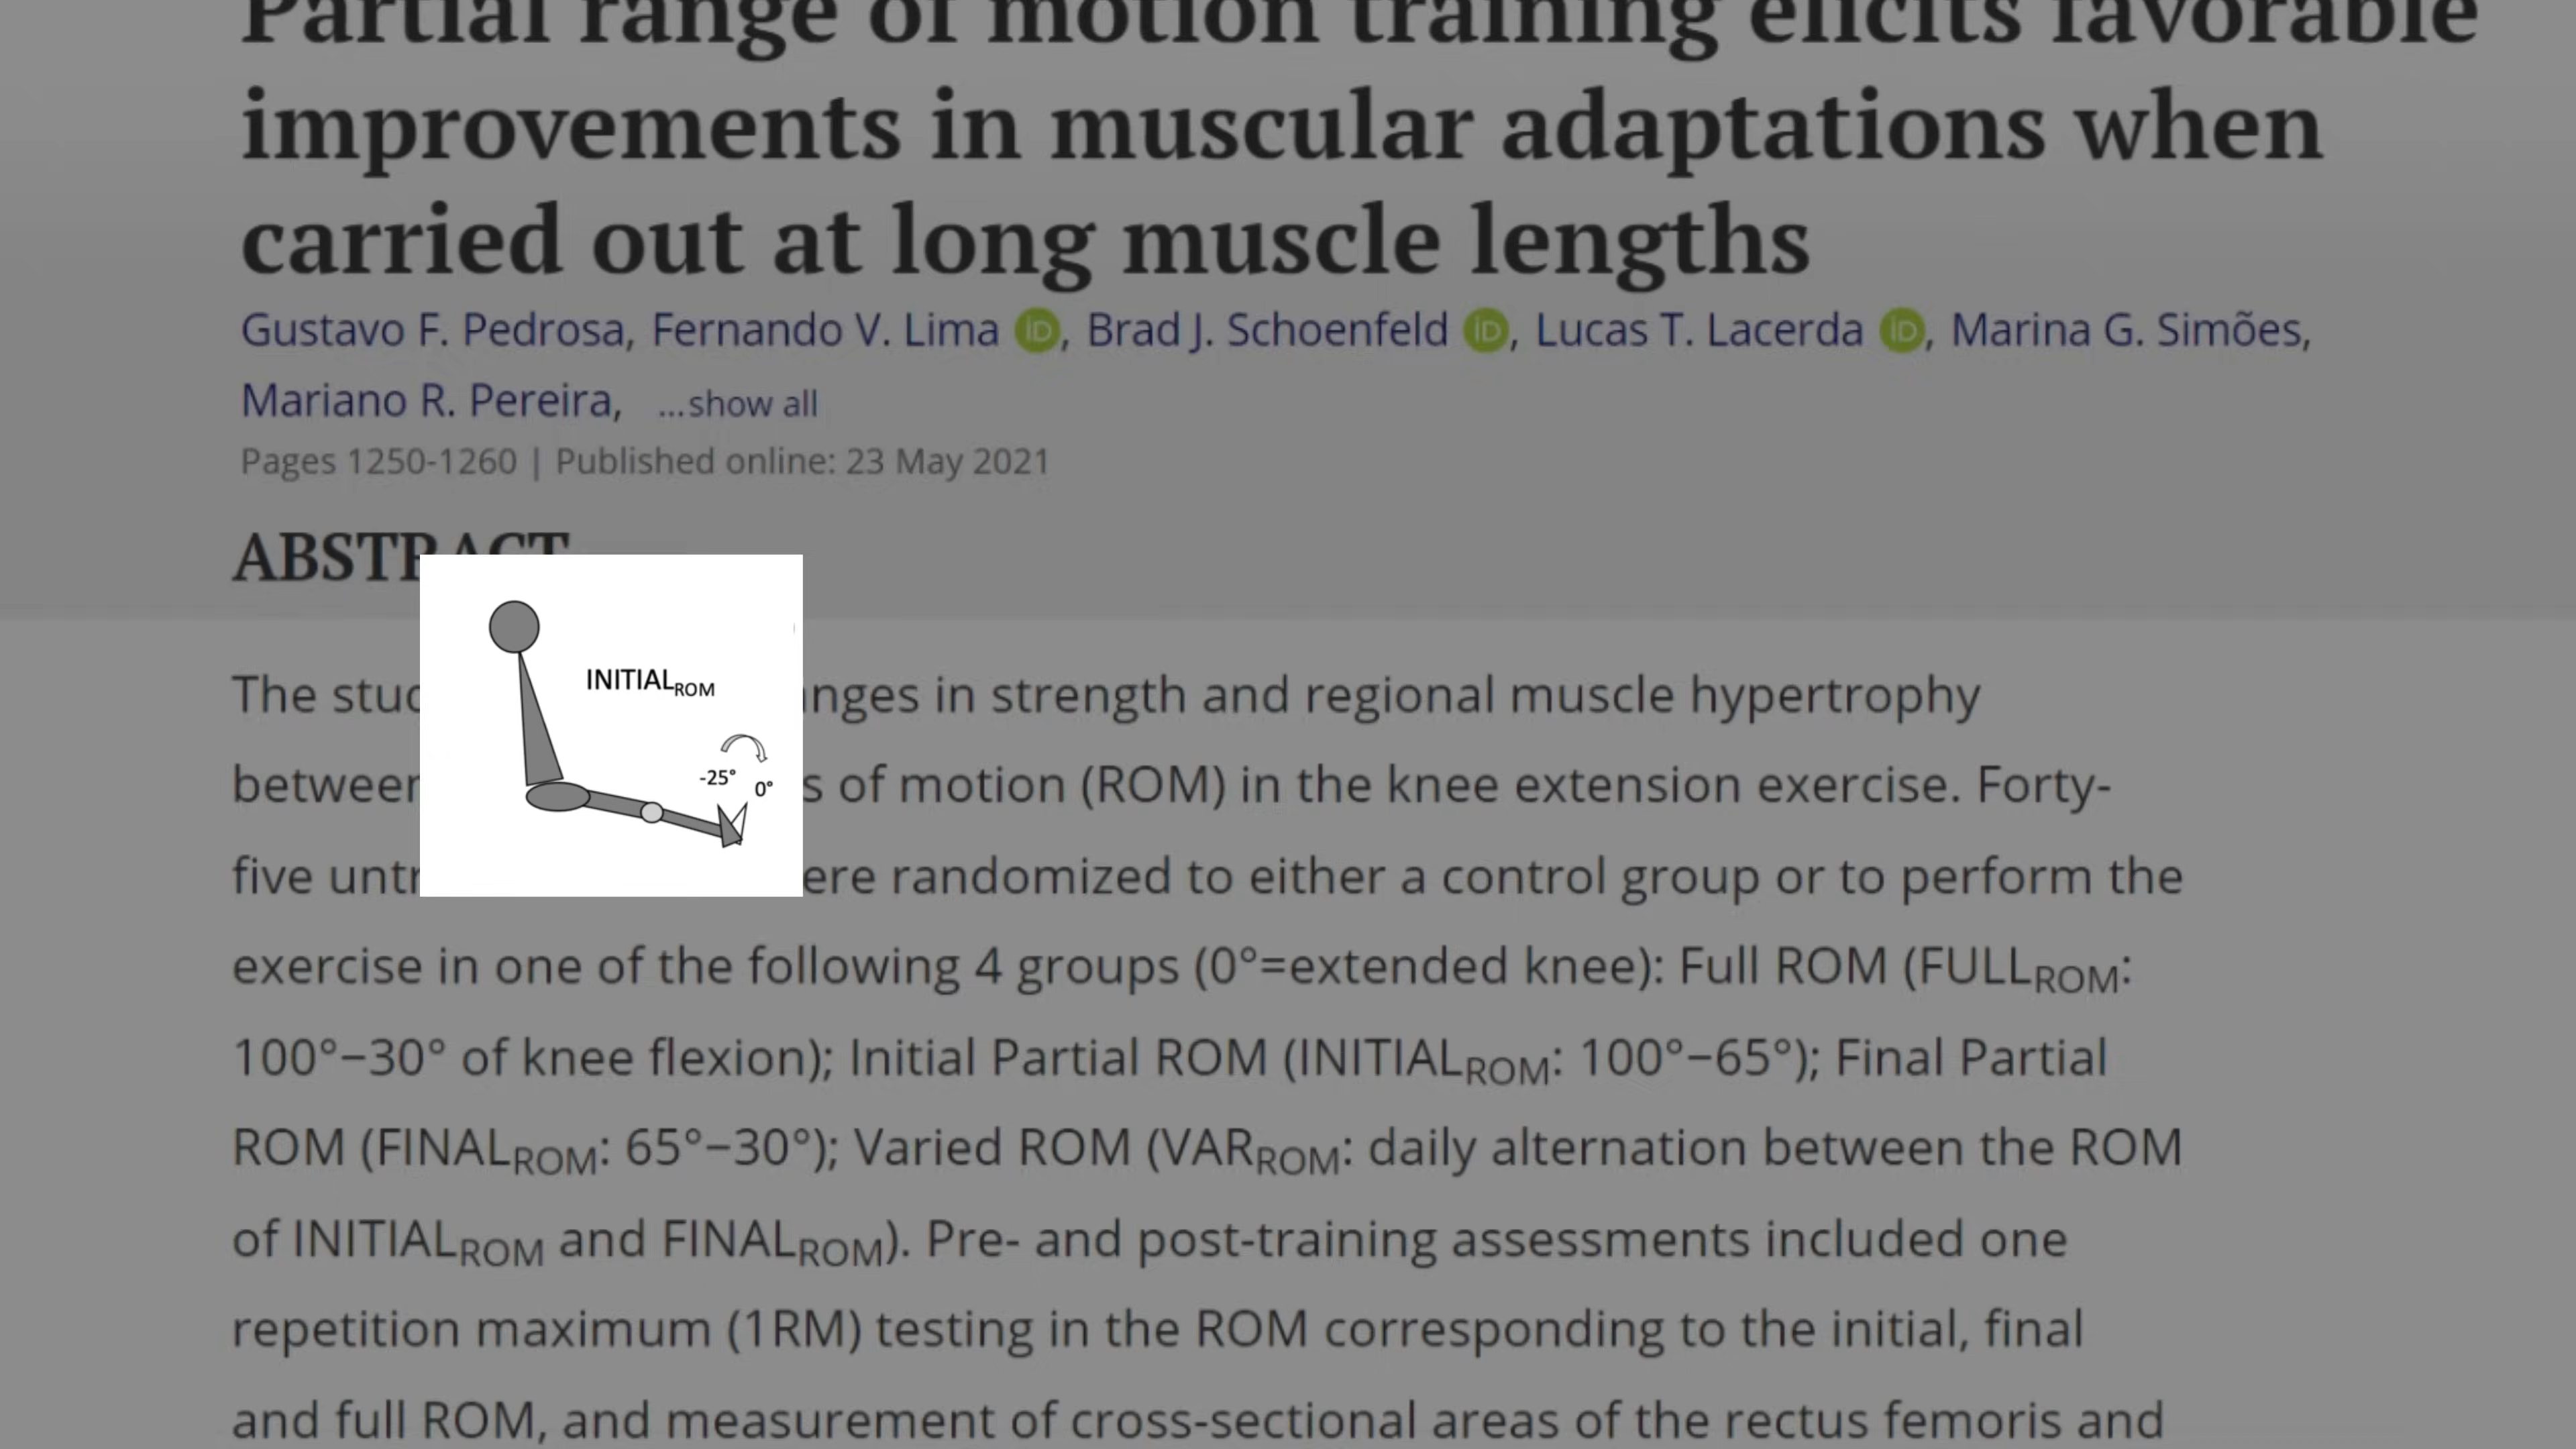 Partial range of motion training elicits favorable
improvements in muscular adaptations when
carried out at long muscle lengths
Gustavo F. Pedrosa, Fernando V. Lima iD, Brad J. Schoenfeld iD, Lucas T. Lacerda iD, Marina G. Simões,
Mariano R. Pereira, ...show all
Pages 1250-1260 | Published online: 23 May 2021
ABSTRACT
INITIALROM
-25°
0°
The in strength and regional muscle hypertrophy
of motion (ROM) in the knee extension exercise. Forty-
five randomized to either a control group or to perform the
exercise in one of the following 4 groups (0°=extended knee): Full ROM (FULLROM:
100°–30° of knee flexion); Initial Partial ROM (INITIALROM: 100°–65°); Final Partial
ROM (FINALROM: 65°–30°); Varied ROM (VARROM: daily alternation between the ROM
of INITIALROM and FINALROM). Pre- and post-training assessments included one
repetition maximum (1RM) testing in the ROM corresponding to the initial, final
and full ROM, and measurement of cross-sectional areas of the rectus femoris and